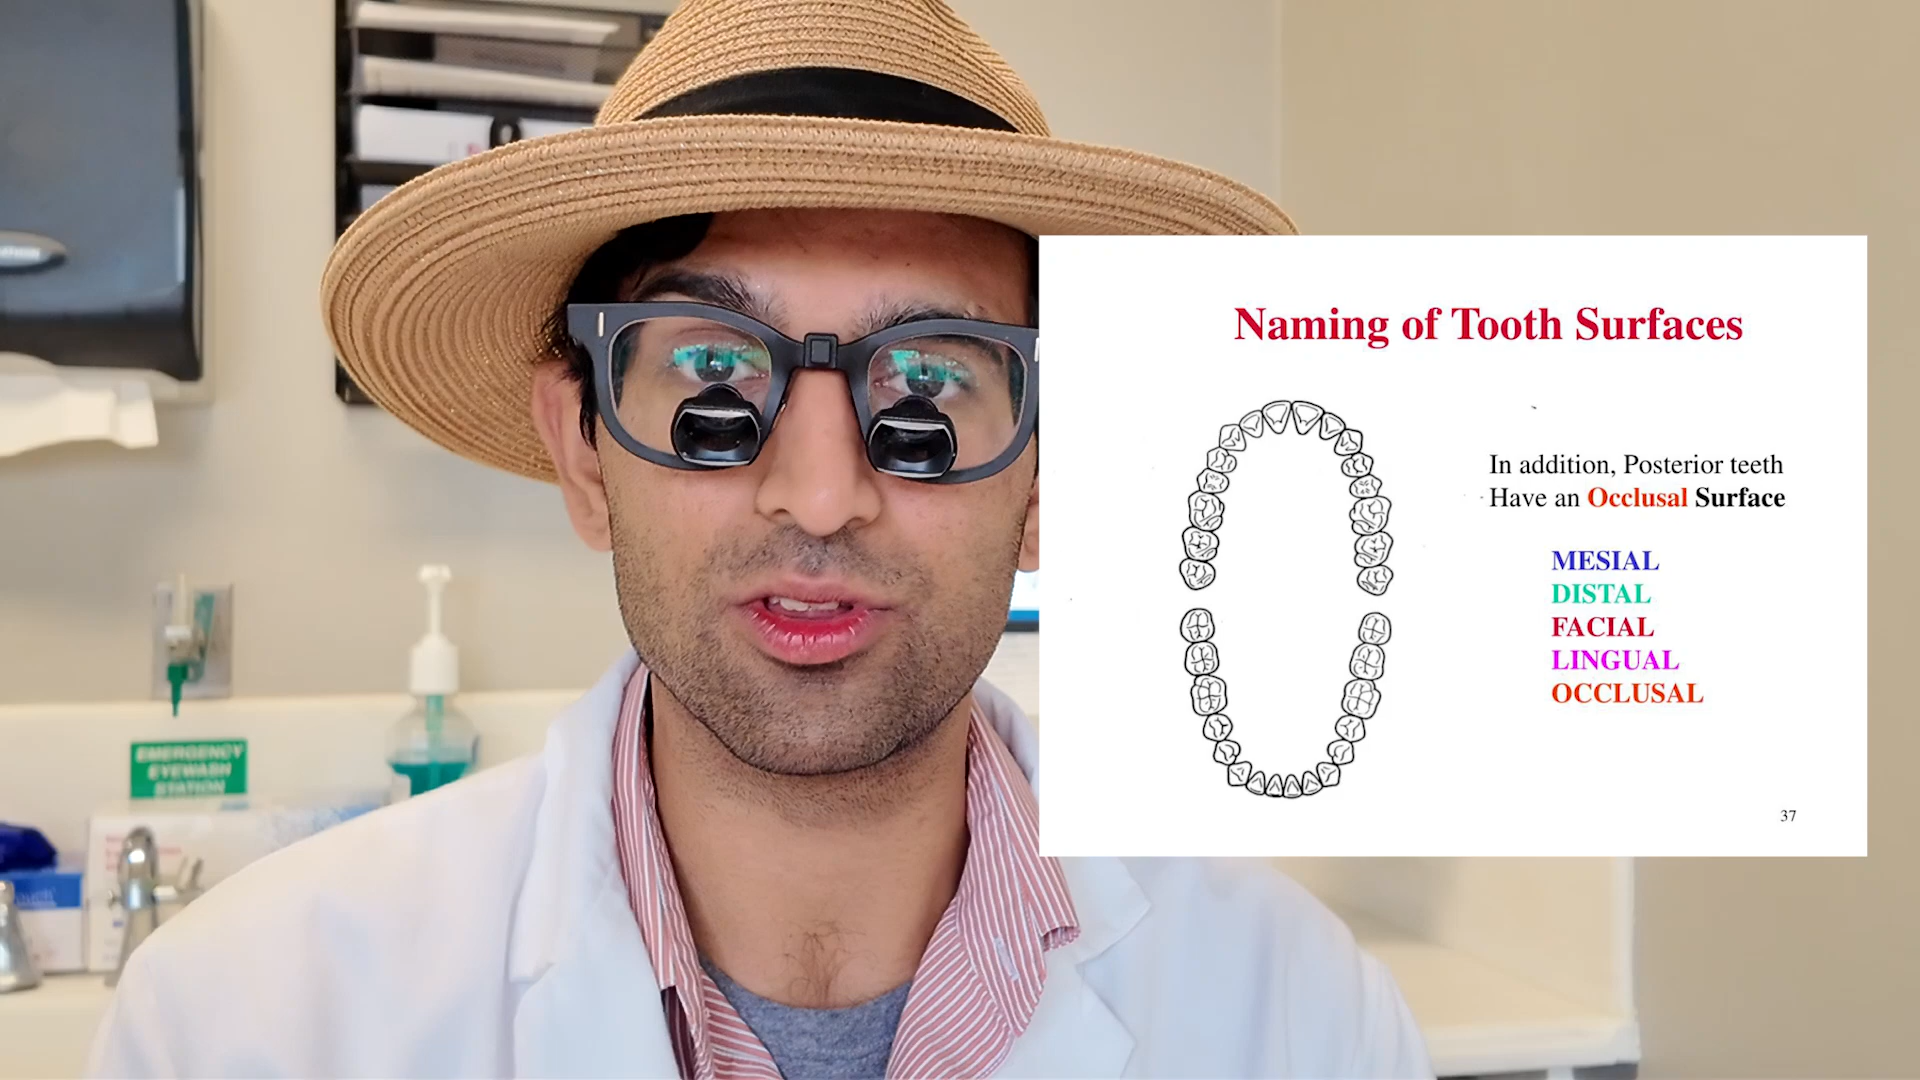 EMERGENCY
EYEWASH
STATION
Naming of Tooth Surfaces
In addition, Posterior teeth
Have an Occlusal Surface
MESIAL
DISTAL
FACIAL
LINGUAL
OCCLUSAL
37